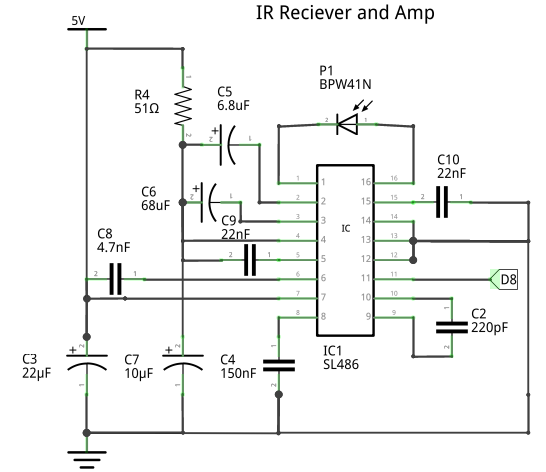 IR Reciever and Amp
5V
P1
BPW41N
R4
51Ω
C5
6.8uF
C6
68uF
C10
22nF
C9
22nF
C8
4.7nF
IC
1 16
2 15
3 14
4 13
5 12
6 11
7 10
8 9
D8
C2
220pF
IC1
SL486
C3
22µF
C7
10µF
C4
150nF